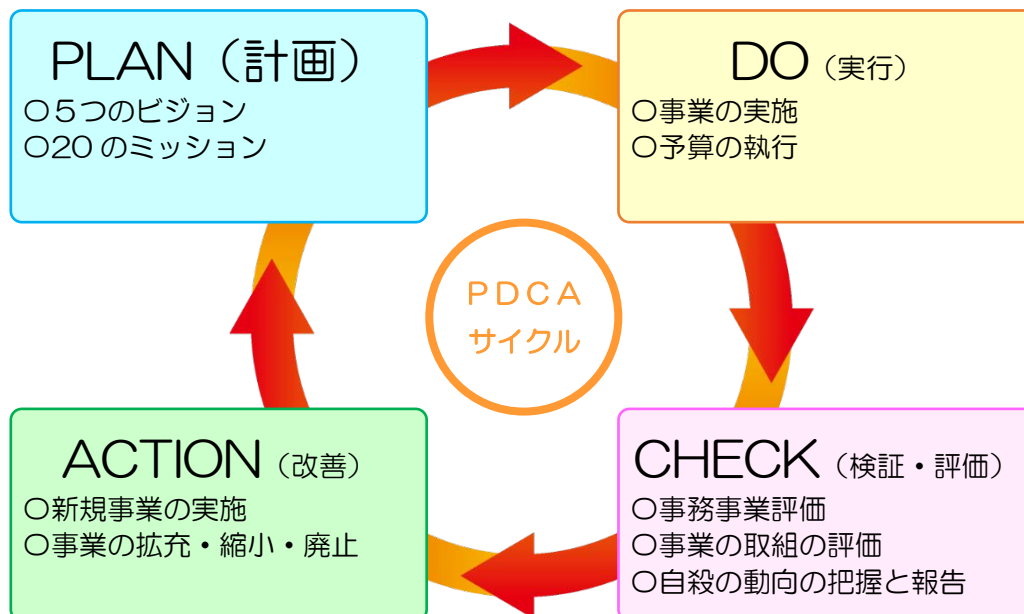 PLAN（計画）
○５つのビジョン
○20 のミッション
DO（実行）
○事業の実施
○予算の執行
ＰＤＣＡ
サイクル
ACTION（改善）
○新規事業の実施
○事業の拡充・縮小・廃止
CHECK（検証・評価）
○事務事業評価
○事業の取組の評価
○自殺の動向の把握と報告